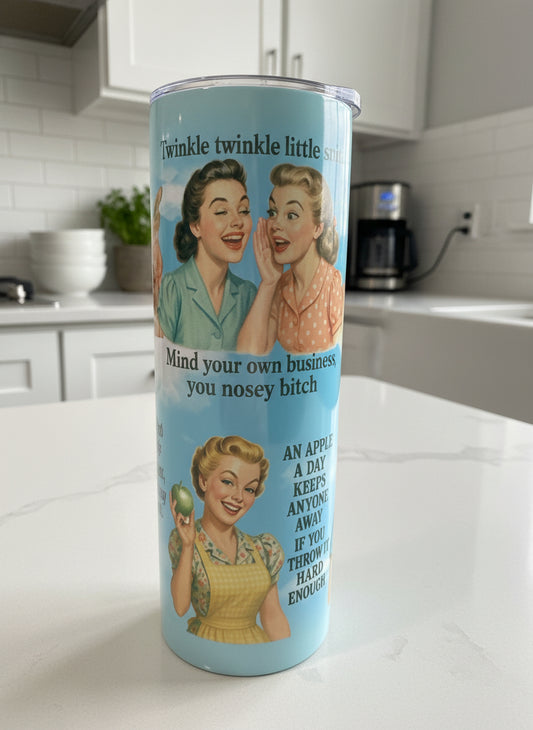 Twinkle twinkle little
Mind your own business,
you nosey bitch
AN APPLE
A DAY
KEEPS
ANYONE
AWAY
IF YOU
THROW IT
HARD
ENOUGH